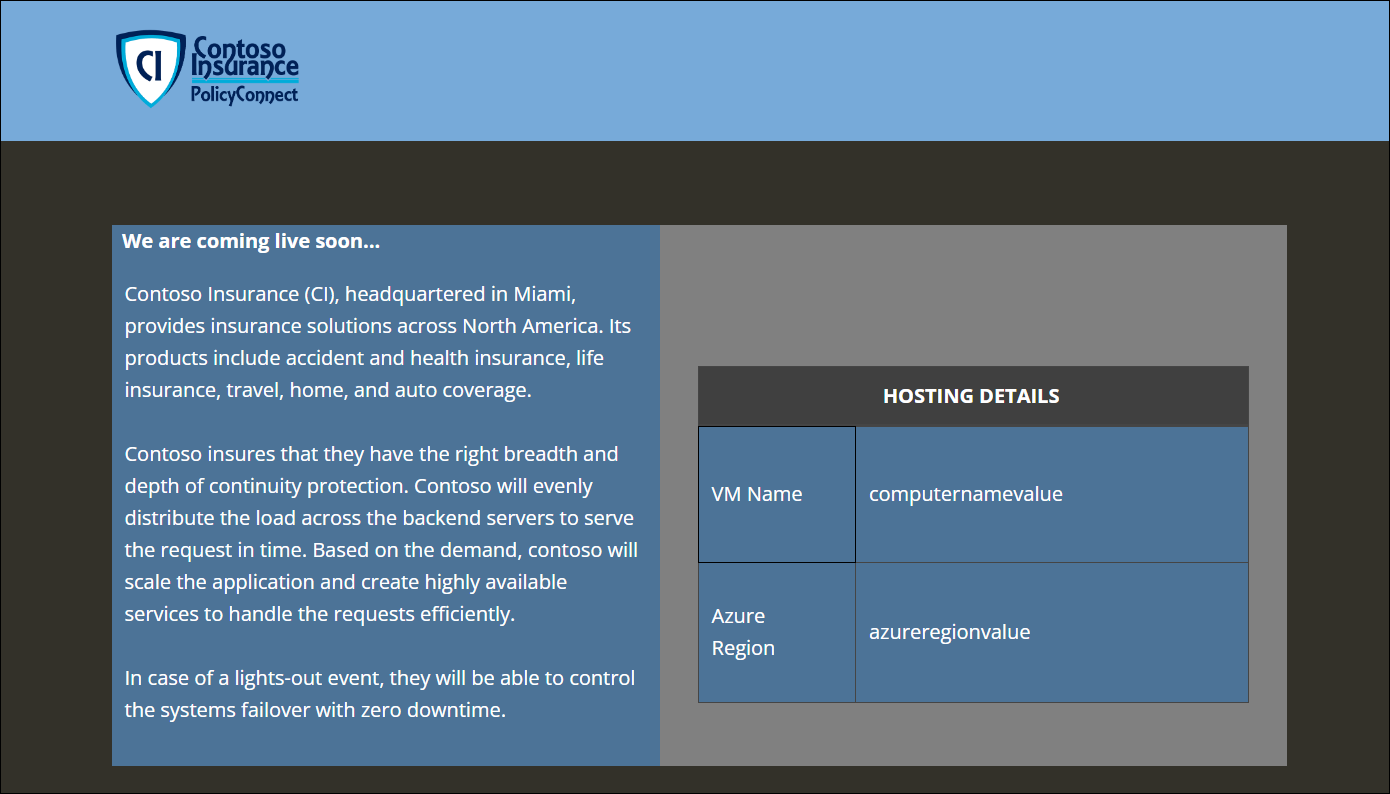 CI
Contoso
Insurance
PolicyConnect
We are coming live soon...
Contoso Insurance (CI), headquartered in Miami,
provides insurance solutions across North America. Its
products include accident and health insurance, life
insurance, travel, home, and auto coverage.
Contoso insures that they have the right breadth and
depth of continuity protection. Contoso will evenly
distribute the load across the backend servers to serve
the request in time. Based on the demand, contoso will
scale the application and create highly available
services to handle the requests efficiently.
In case of a lights-out event, they will be able to control
the systems failover with zero downtime.
HOSTING DETAILS
VM Name
computernamevalue
Azure
Region
azureregionvalue